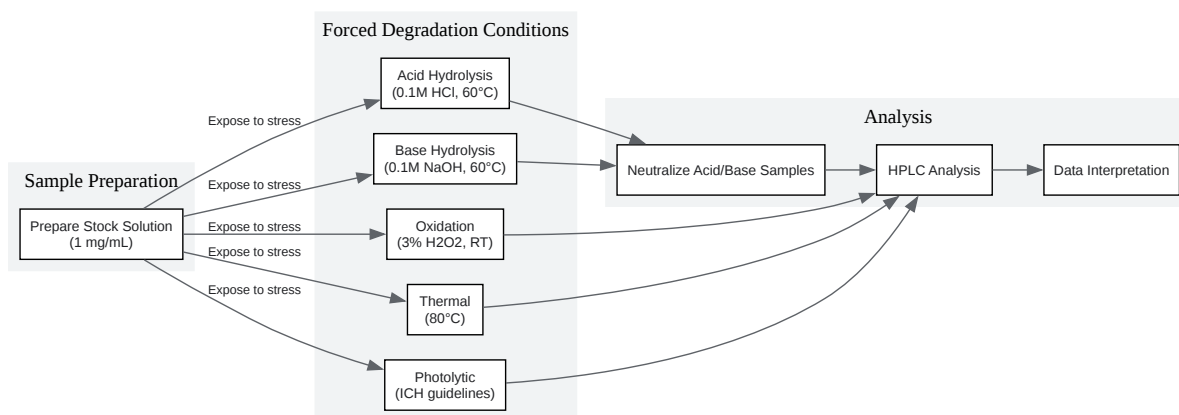 Sample Preparation
Prepare Stock Solution
(1 mg/mL)
Expose to stress
Expose to stress
Expose to stress
Expose to stress
Expose to stress
Forced Degradation Conditions
Acid Hydrolysis
(0.1M HCl, 60°C)
Base Hydrolysis
(0.1M NaOH, 60°C)
Oxidation
(3% H2O2, RT)
Thermal
(80°C)
Photolytic
(ICH guidelines)
Analysis
Neutralize Acid/Base Samples
HPLC Analysis
Data Interpretation